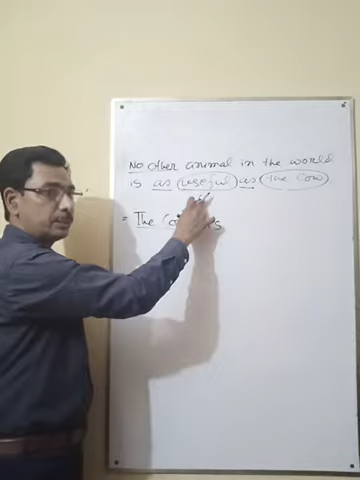 No other animal in the world
is as useful as the Cow
= The